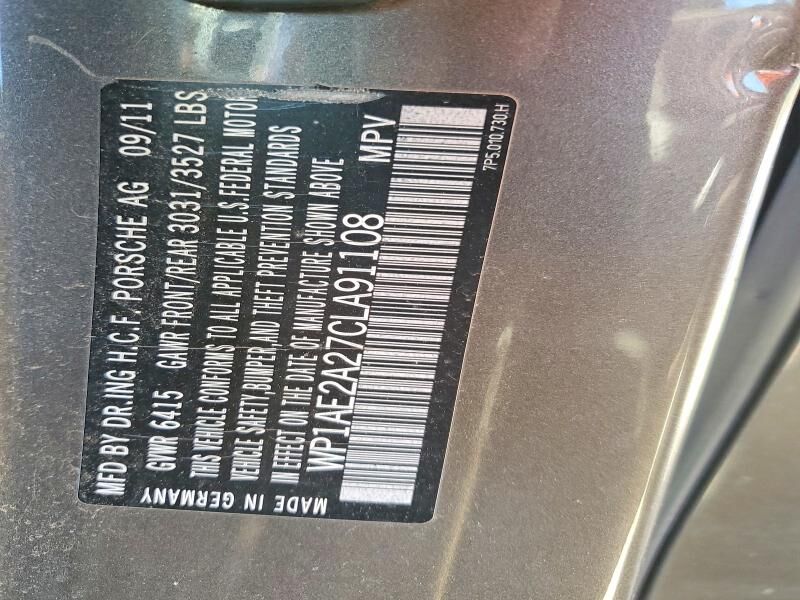 MFD BY DR.ING H.C.F. PORSCHE AG 09/11
GVWR 6415 GAWR FRONT/REAR 3031/3527 LBS
THIS VEHICLE CONFORMS TO ALL APPLICABLE U.S.FEDERAL MOTOR
VEHICLE SAFETY,BUMPER,AND THEFT PREVENTION STANDARDS
IN EFFECT ON THE DATE OF MANUFACTURE SHOWN ABOVE
WP1AE2A27CLA91108 MPV
7P5.010.730.H
MADE IN GERMANY